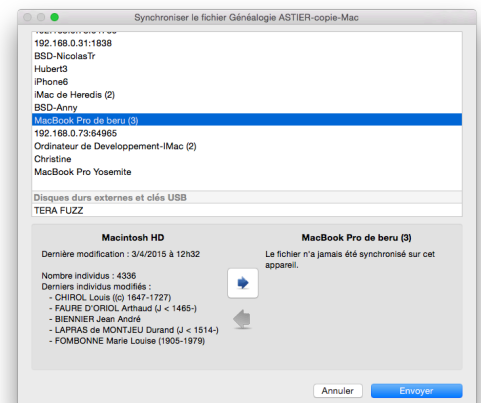 Synchroniser le fichier Généalogie ASTIER-copie-Mac
192.168.0.31:1838
BSD-NicolasTr
Hubert3
iPhone6
iMac de Heredis (2)
BSD-Anny
MacBook Pro de beru (3)
192.168.0.73:64965
Ordinateur de Developpement-IMac (2)
Christine
MacBook Pro Yosemite
Disques durs externes et clés USB
TERA FUZZ
Macintosh HD
Dernière modification : 3/4/2015 à 12h32
Nombre individus : 4336
Derniers individus modifiés :
- CHIROL Louis ((c) 1647-1727)
- FAURE D'ORIOL Arthaud (J < 1465-)
- BIENNIER Jean André
- LAPRAS de MONTJEU Durand (J < 1514-)
- FOMBONNE Marie Louise (1905-1979)
MacBook Pro de beru (3)
Le fichier n'a jamais été synchronisé sur cet
appareil.
Annuler
Envoyer